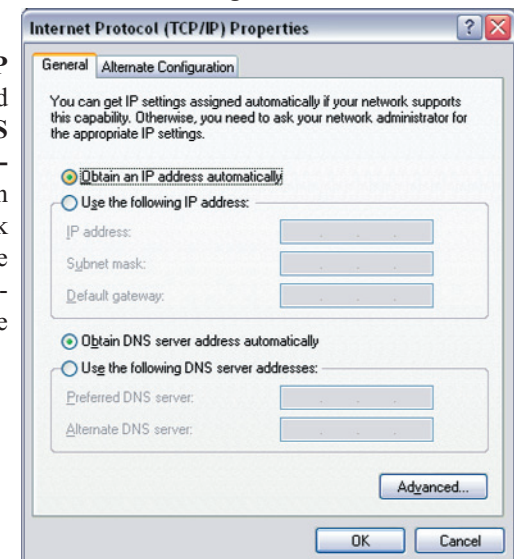 Internet Protocol (TCP/IP) Properties
General Alternate Configuration
You can get IP settings assigned automatically if your network supports
this capability. Otherwise, you need to ask your network administrator for
the appropriate IP settings.
Obtain an IP address automatically
Use the following IP address:
IP address:
Subnet mask:
Default gateway:
Obtain DNS server address automatically
Use the following DNS server addresses:
Preferred DNS server:
Alternate DNS server:
Advanced...
OK Cancel